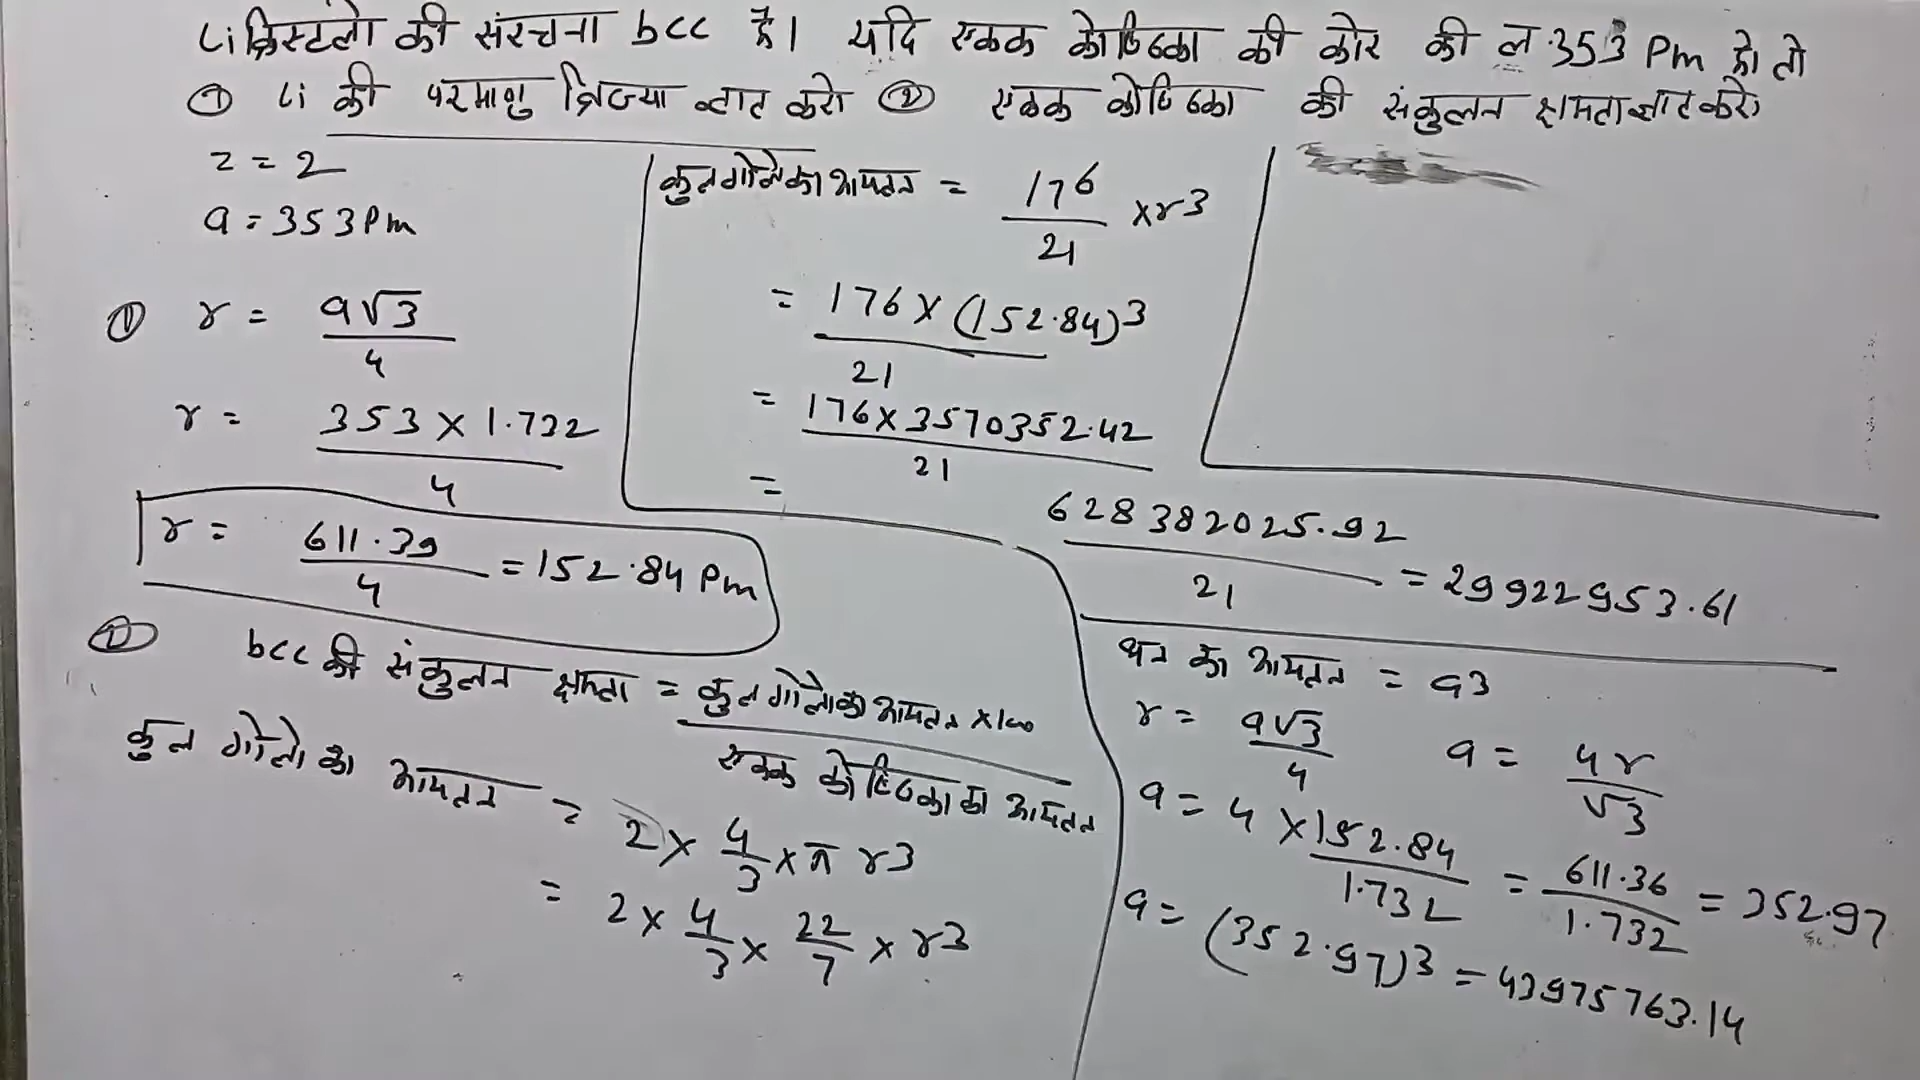 Li क्रिस्टलो की संरचना bcc है। यदि एकक कोष्ठिका की कोर की ल. 353 Pm हो तो
① Li की परमाणु त्रिज्या ज्ञात करो ② एकक कोष्ठिका की संकुलन क्षमता ज्ञात करो
z = 2
a = 353 Pm
① r = a√3 / 4
r = 353 × 1.732 / 4
r = 611.39 / 4 = 152.84 Pm
bcc की संकुलन क्षमता = कुल गोलो का आयतन × 100 / एकक कोष्ठिका का आयतन
कुल गोलो का आयतन = 2 × 4/3 × π r3
= 2 × 4/3 × 22/7 × r3
कुल गोले का आयतन = 176/21 × r3
= 176 × (152.84)3 / 21
= 176 × 3570352.42 / 21
= 628382025.92 / 21 = 29922953.61
घन का आयतन = a3
r = a√3 / 4 a = 4r / √3
a = 4 × 152.84 / 1.732 = 611.36 / 1.732 = 352.97
a = (352.97)3 = 43975763.14